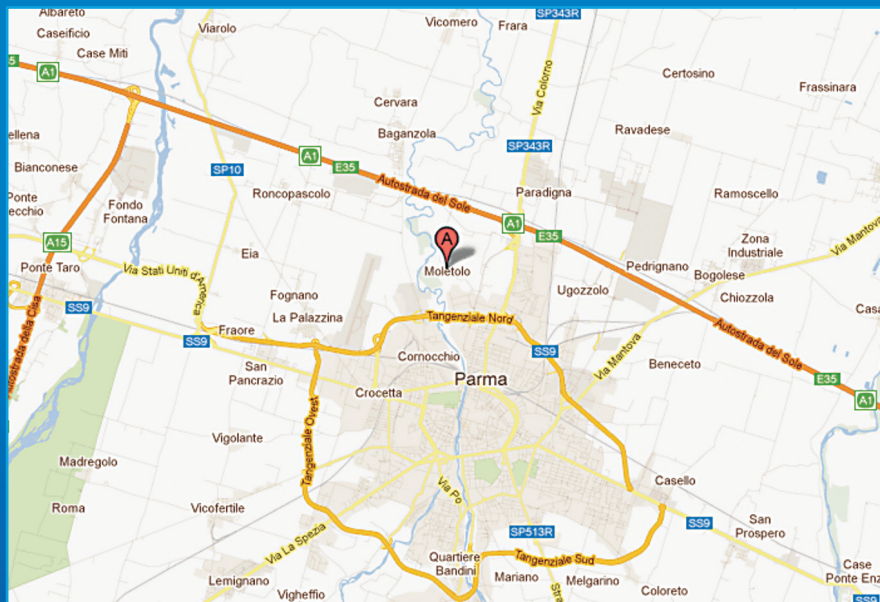 Albareto
Caseificio
Case Miti
Viarolo
Vicomero
Frara
SP343R
A1
Certosino
Frassinara
Via Colorno
Cervara
Baganzola
Ravadese
SP343R
Bianconese
SP10
A1
E35
Roncopascolo
Autostrada del Sole
Paradigna
Ramoscello
Ponte
Fondo
Fontana
A1
E35
A15
Ponte Taro
Via Stati Uniti d'America
Eia
A
Moletolo
Zona
Industriale
Via Mantova
Pedrignano
Bogolese
Chiozzola
Ugozzolo
SS9
Fognano
La Palazzina
Tangenziale Nord
Autostrada della Cisa
Fraore
SS9
San
Pancrazio
Cornocchio
SS9
Via Mantova
Autostrada del Sole
Beneceto
E35
A1
Parma
Crocetta
Tangenziale Ovest
Vigolante
Madregolo
Roma
Vicofertile
Via Po
Casello
SS9
San
Prospero
Via La Spezia
SP513R
Tangenziale Sud
Quartiere
Bandini
Mariano
Melgarino
Coloreto
Case
Ponte Enz
Lemignano
Vigheffio
SS9